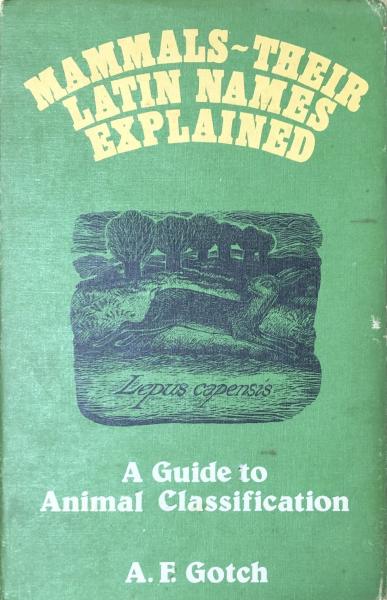 MAMMALS~THEIR
LATIN NAMES
EXPLAINED
Lepus capensis
A Guide to
Animal Classification
A. F. Gotch